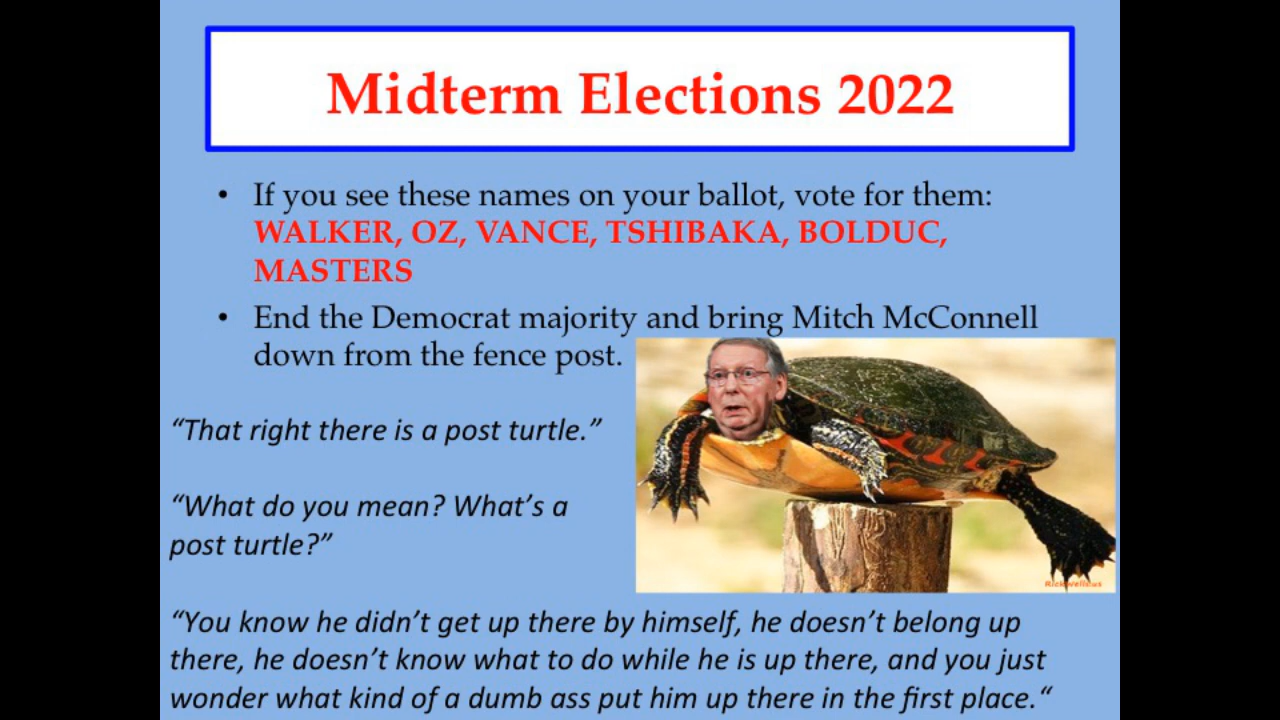 Midterm Elections 2022
• If you see these names on your ballot, vote for them:
WALKER, OZ, VANCE, TSHIBAKA, BOLDUC,
MASTERS
• End the Democrat majority and bring Mitch McConnell
down from the fence post.
“That right there is a post turtle.”
“What do you mean? What’s a
post turtle?”
RickWells.us
“You know he didn’t get up there by himself, he doesn’t belong up
there, he doesn’t know what to do while he is up there, and you just
wonder what kind of a dumb ass put him up there in the first place.“